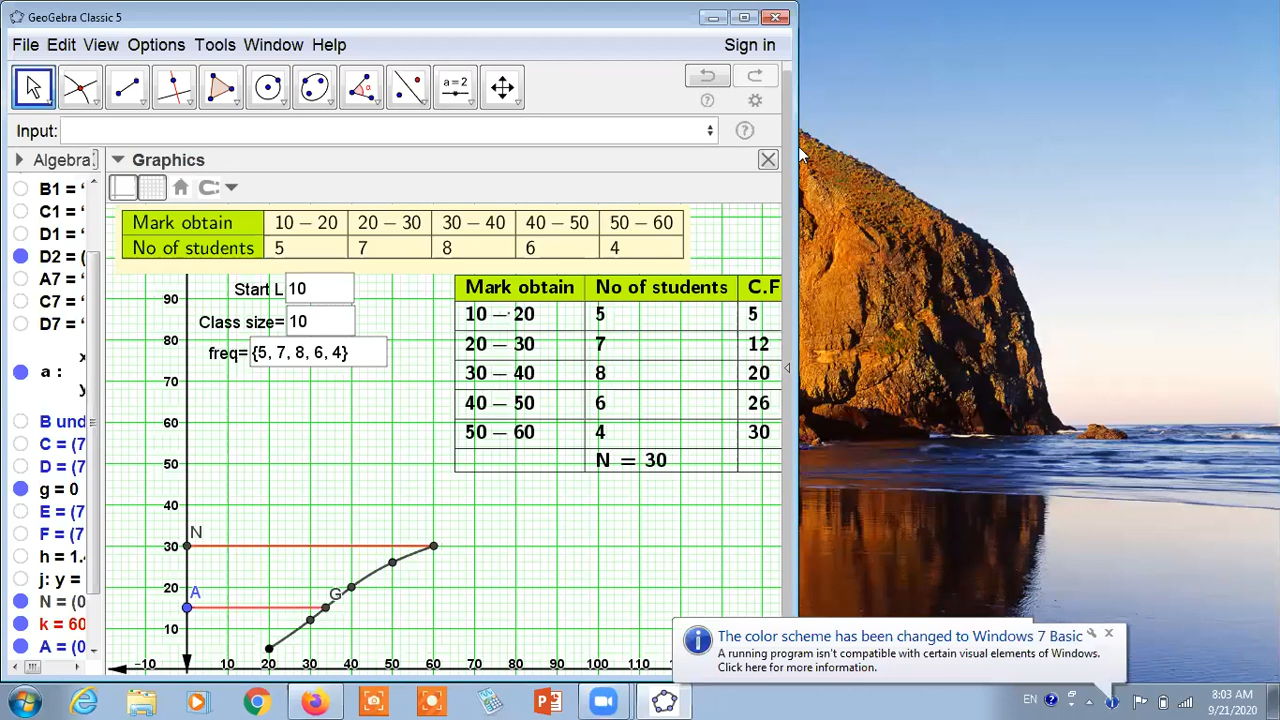 GeoGebra Classic 5
File Edit View Options Tools Window Help Sign in
a=2
Input:
Algebra
Graphics
B1 = '
C1 = '
D1 = '
D2 = (
A7 = '
C7 = '
D7 = '
x
a :
y
B und
C = (7
D = (7
g = 0
E = (7
F = (7
h = 1.
j: y =
N = (0
k = 60
A = (0
Mark obtain 10 – 20 20 – 30 30 – 40 40 – 50 50 – 60
No of students 5 7 8 6 4
Start L 10
Class size= 10
freq= {5, 7, 8, 6, 4}
Mark obtain No of students C.F
10 – 20 5 5
20 – 30 7 12
30 – 40 8 20
40 – 50 6 26
50 – 60 4 30
N = 30
90
80
70
60
50
40
30
20
10
N
A
G
-10 0 10 20 30 40 50 60 70 80 90 100
The color scheme has been changed to Windows 7 Basic
A running program isn't compatible with certain visual elements of Windows.
Click here for more information.
EN
8:03 AM
9/21/2020